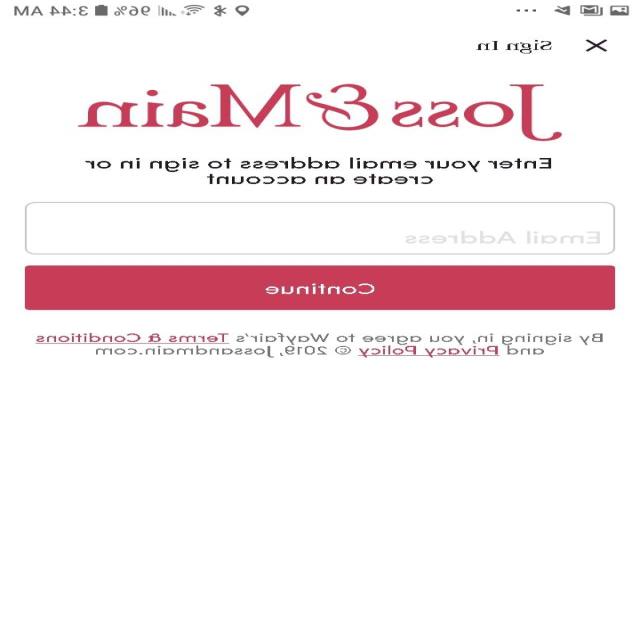 96% 3:44 AM
Sign In
Joss & Main
Enter your email address to sign in or
create an account
Email Address
Continue
By signing in, you agree to Wayfair's Terms & Conditions
and Privacy Policy © 2019, Jossandmain.com